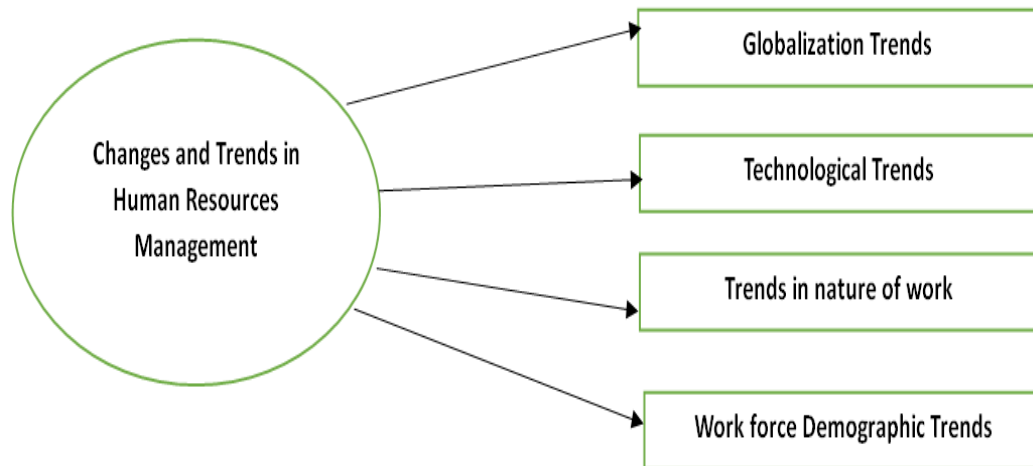 Changes and Trends in
Human Resources
Management
Globalization Trends
Technological Trends
Trends in nature of work
Work force Demographic Trends